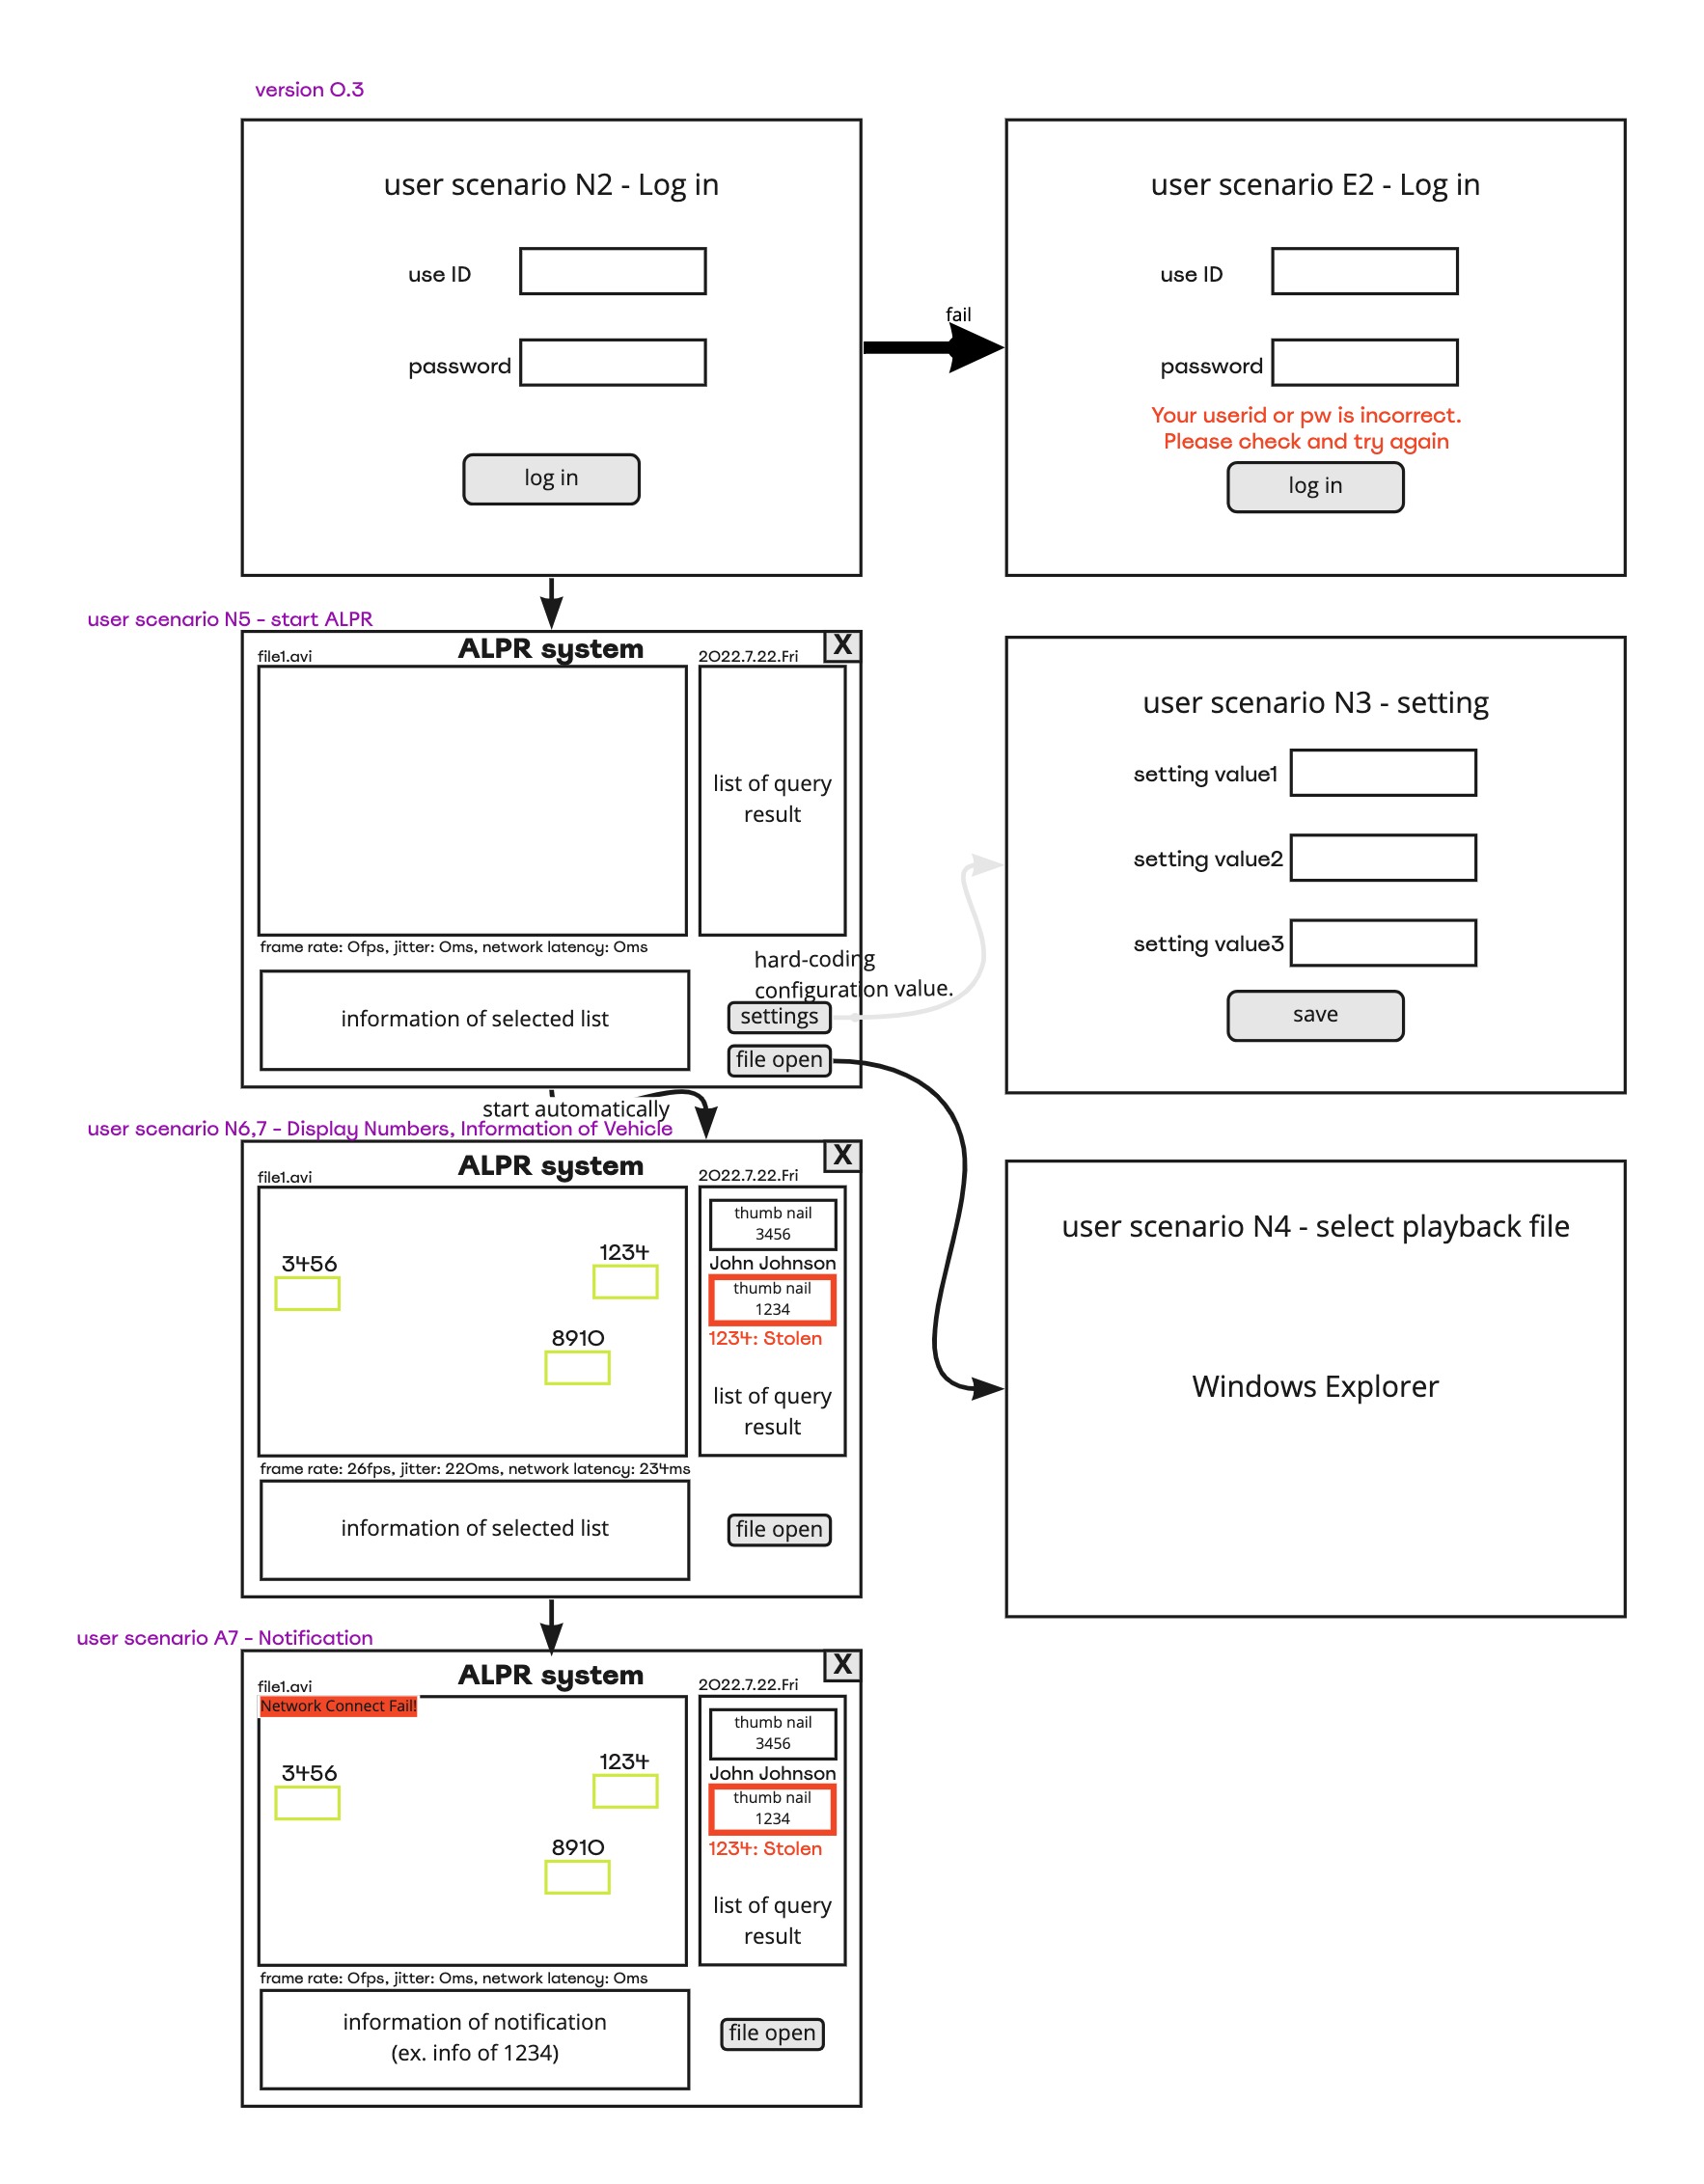 version 0.3
user scenario N2 - Log in
use ID
password
log in
fail
user scenario E2 - Log in
use ID
password
Your userid or pw is incorrect.
Please check and try again
log in
user scenario N5 - start ALPR
file1.avi
ALPR system
2022.7.22.Fri
X
list of query
result
frame rate: 0fps, jitter: 0ms, network latency: 0ms
information of selected list
hard-coding
configuration value.
settings
file open
user scenario N3 - setting
setting value1
setting value2
setting value3
save
start automatically
user scenario N6,7 - Display Numbers, Information of Vehicle
file1.avi
ALPR system
2022.7.22.Fri
X
3456
1234
8910
thumb nail
3456
John Johnson
thumb nail
1234
1234: Stolen
list of query
result
frame rate: 26fps, jitter: 220ms, network latency: 234ms
information of selected list
file open
user scenario N4 - select playback file
Windows Explorer
user scenario A7 - Notification
file1.avi
ALPR system
2022.7.22.Fri
X
Network Connect Fail!
3456
1234
8910
thumb nail
3456
John Johnson
thumb nail
1234
1234: Stolen
list of query
result
frame rate: 0fps, jitter: 0ms, network latency: 0ms
information of notification
(ex. info of 1234)
file open